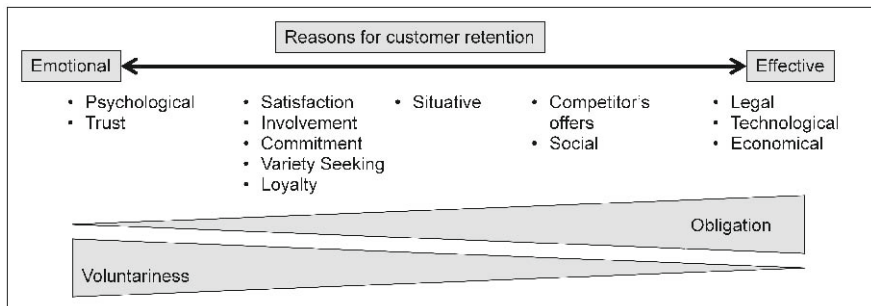 Reasons for customer retention
Emotional
Effective
• Psychological
• Trust
• Satisfaction
• Involvement
• Commitment
• Variety Seeking
• Loyalty
• Situative
• Competitor's
offers
• Social
• Legal
• Technological
• Economical
Obligation
Voluntariness